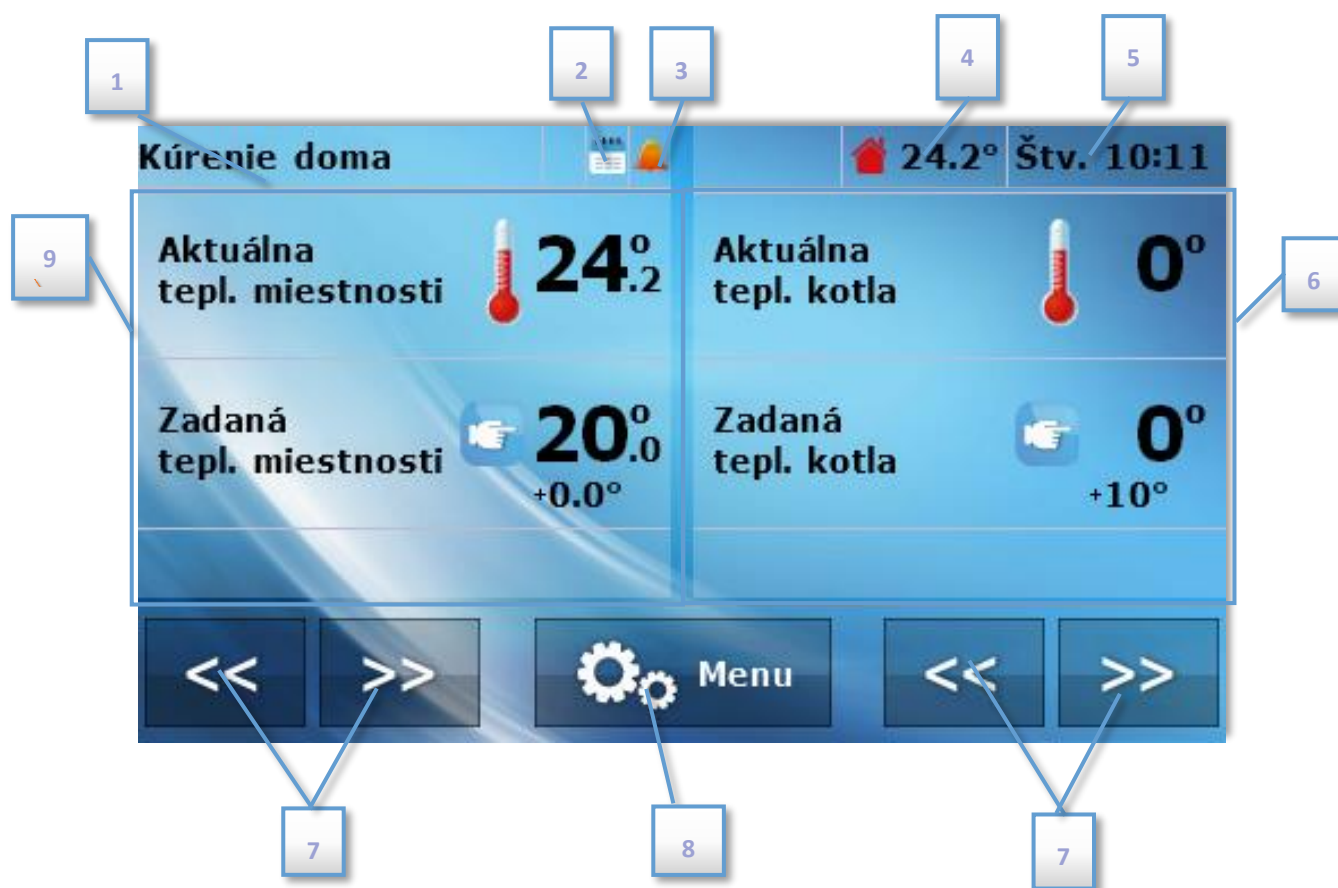 1
2
3
4
5
Kúrenie doma
24.2° Štv. 10:11
9
6
Aktuálna
tepl. miestnosti
24°.2
Aktuálna
tepl. kotla
0°
Zadaná
tepl. miestnosti
20°.0
+0.0°
Zadaná
tepl. kotla
0°
+10°
<< >>
Menu
<< >>
7
8
7